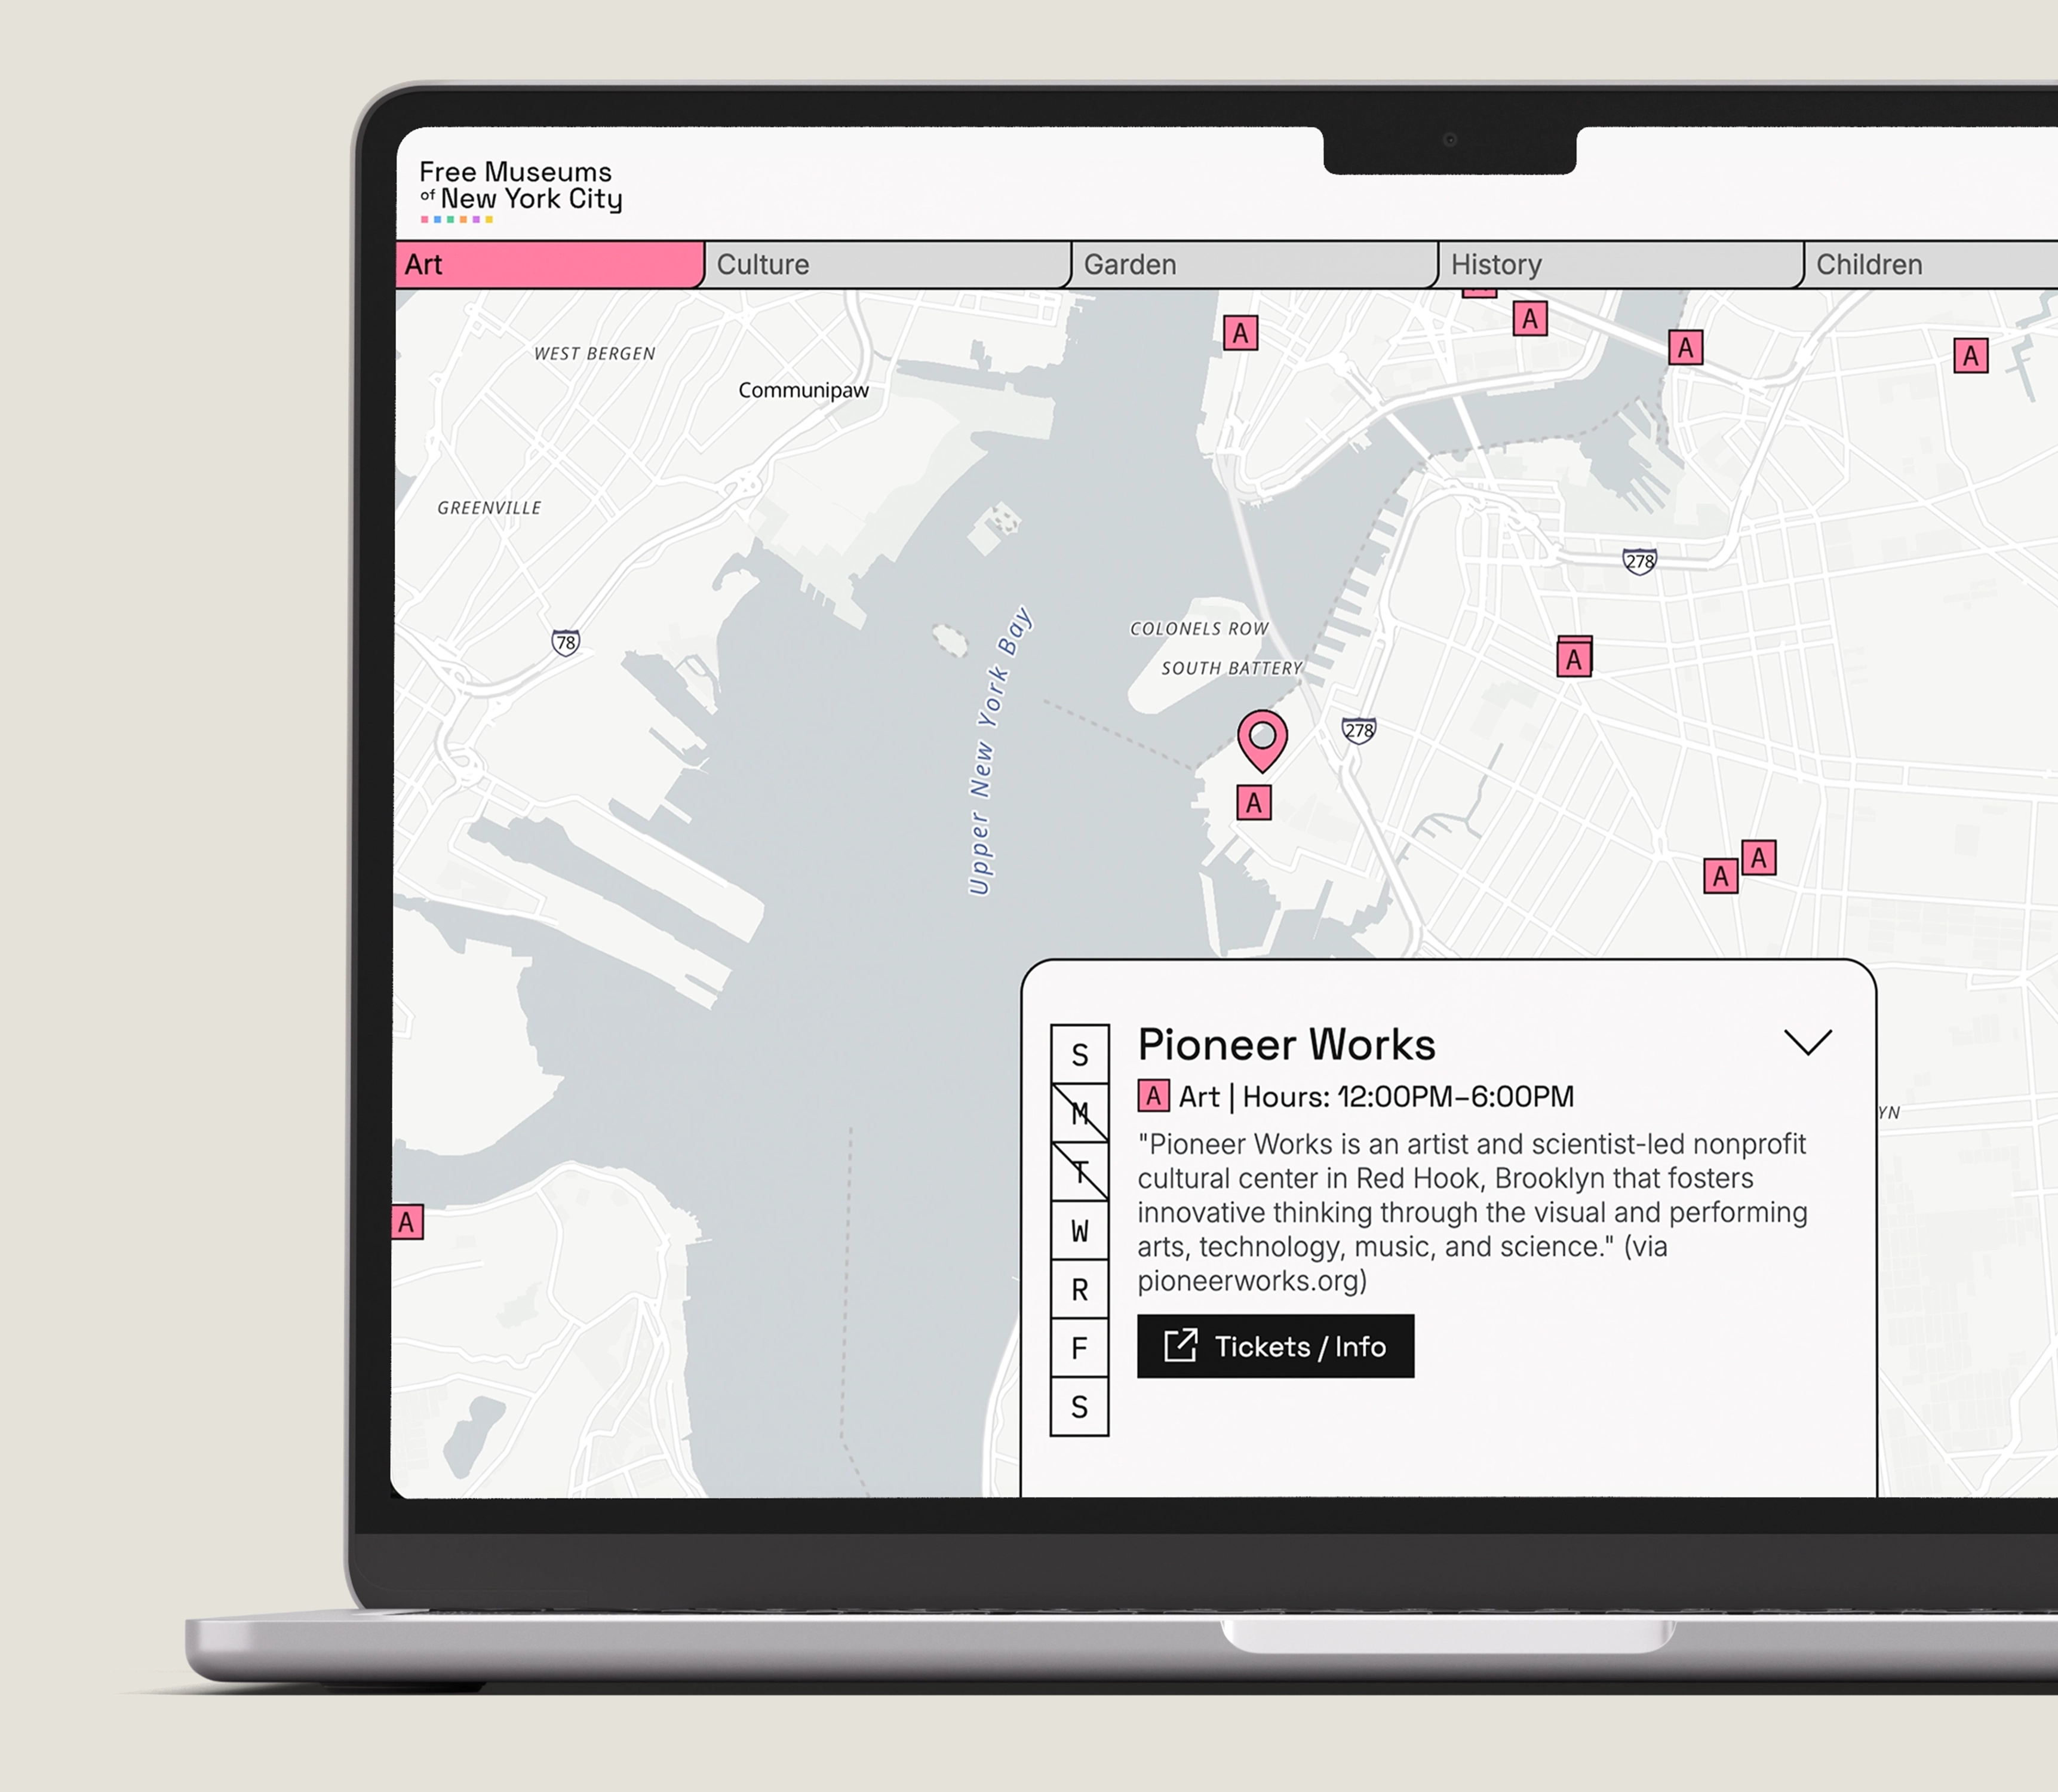 Free Museums
of New York City
Art
Culture
Garden
History
Children
A
A
A
A
WEST BERGEN
Communipaw
GREENVILLE
278
78
Upper New York Bay
COLONELS ROW
SOUTH BATTERY
A
278
A
A
A
S
M
T
W
R
F
S
Pioneer Works
A Art | Hours: 12:00PM–6:00PM
"Pioneer Works is an artist and scientist-led nonprofit
cultural center in Red Hook, Brooklyn that fosters
innovative thinking through the visual and performing
arts, technology, music, and science." (via
pioneerworks.org)
Tickets / Info
YN
A